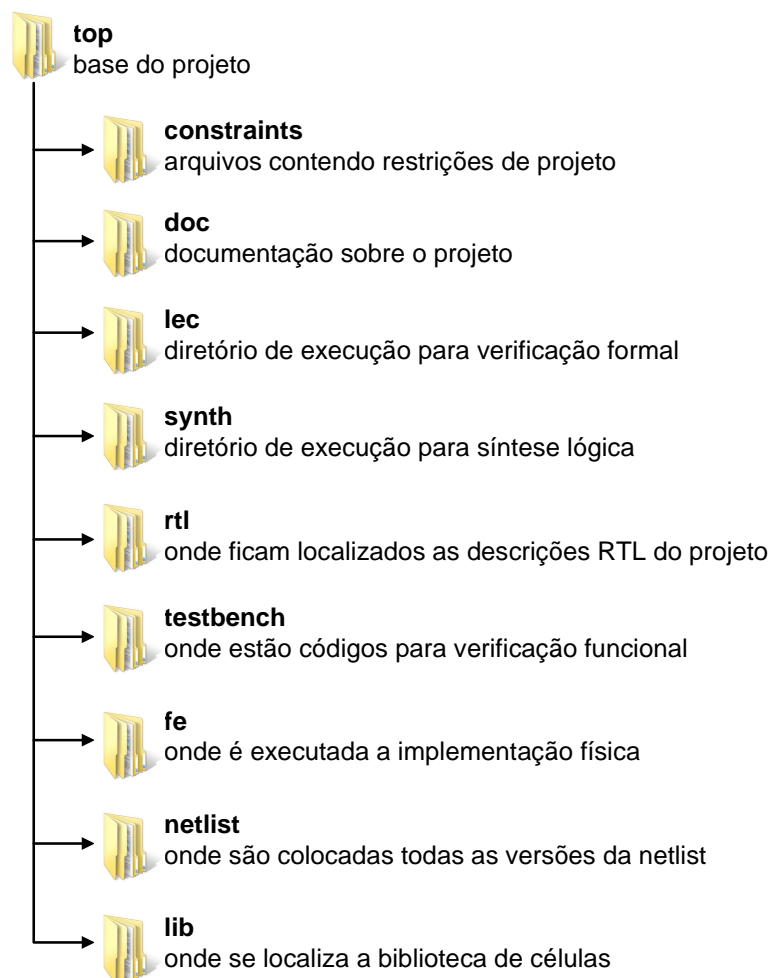 top
base do projeto
constraints
arquivos contendo restrições de projeto
doc
documentação sobre o projeto
lec
diretório de execução para verificação formal
synth
diretório de execução para síntese lógica
rtl
onde ficam localizados as descrições RTL do projeto
testbench
onde estão códigos para verificação funcional
fe
onde é executada a implementação física
netlist
onde são colocadas todas as versões da netlist
lib
onde se localiza a biblioteca de células